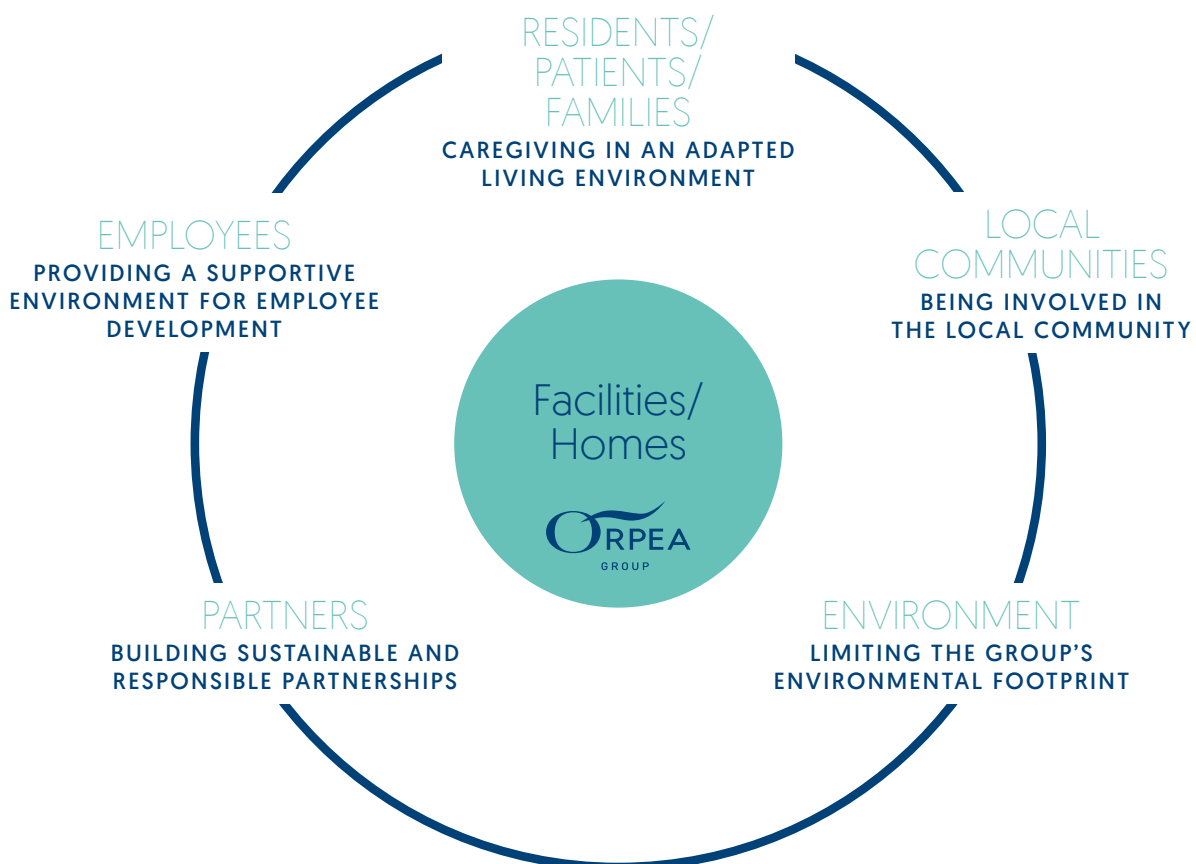 RESIDENTS/
PATIENTS/
FAMILIES
CAREGIVING IN AN ADAPTED
LIVING ENVIRONMENT
EMPLOYEES
PROVIDING A SUPPORTIVE
ENVIRONMENT FOR EMPLOYEE
DEVELOPMENT
LOCAL
COMMUNITIES
BEING INVOLVED IN
THE LOCAL COMMUNITY
Facilities/
Homes
ORPEA
GROUP
PARTNERS
BUILDING SUSTAINABLE AND
RESPONSIBLE PARTNERSHIPS
ENVIRONMENT
LIMITING THE GROUP’S
ENVIRONMENTAL FOOTPRINT